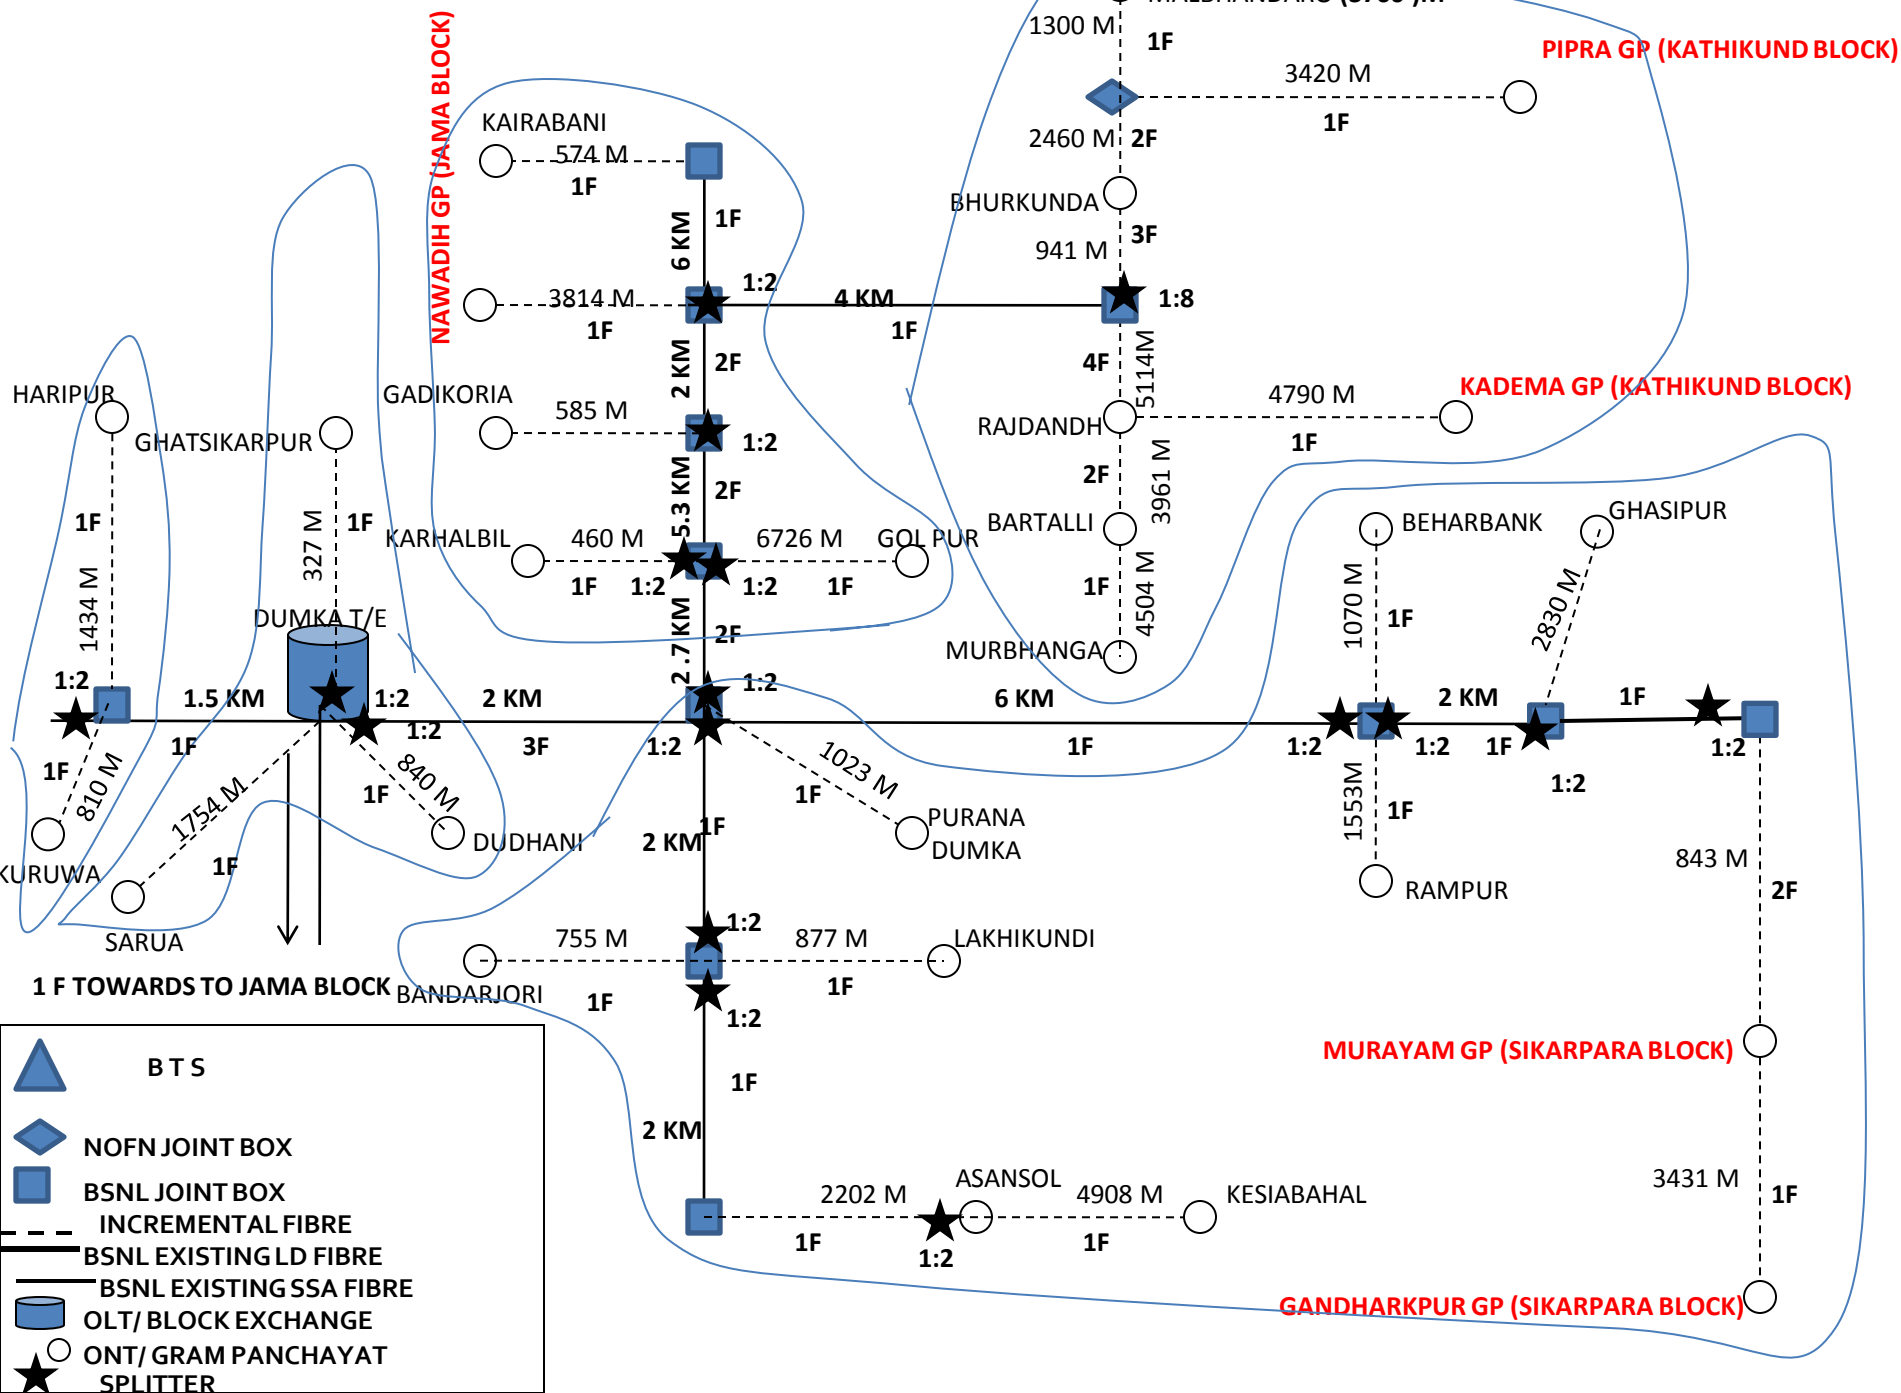 1300 M
1F
PIPRA GP (KATHIKUND BLOCK)
3420 M
1F
NAWADIH GP (JAMA BLOCK)
KAIRABANI
574 M
1F
2460 M
2F
BHURKUNDA
1F
6 KM
941 M
3F
1:2
3814 M
1F
4 KM
1F
1:8
2 KM
2F
4F
5114M
HARIPUR
GADIKORIA
585 M
1:2
4790 M
KADEMA GP (KATHIKUND BLOCK)
RAJDANDH
1F
GHATSIKARPUR
2F
5.3 KM
2F
3961 M
1F
327 M
1F
KARHALBIL
460 M
6726 M
GOL PUR
BARTALLI
BEHARBANK
GHASIPUR
1F
1:2
1:2
1F
1F
4504 M
1434 M
DUMKA T/E
2 .7 KM
2F
1070 M
1F
2830 M
MURBHANGA
1:2
1.5 KM
1:2
2 KM
1:2
6 KM
2 KM
1F
1F
1:2
3F
1:2
1F
1:2
1:2
1F
1:2
1:2
1F
810 M
1754 M
840 M
1F
1023 M
1F
1553M
1F
KURUWA
1F
DUDHANI
2 KM
1F
PURANA
DUMKA
843 M
2F
RAMPUR
SARUA
755 M
1:2
877 M
LAKHIKUNDI
1 F TOWARDS TO JAMA BLOCK
BANDARJORI
1F
1F
1:2
MURAYAM GP (SIKARPARA BLOCK)
1F
2 KM
2202 M
ASANSOL
4908 M
KESIABAHAL
3431 M
1F
1F
1:2
1F
GANDHARKPUR GP (SIKARPARA BLOCK)
B T S
NOFN JOINT BOX
BSNL JOINT BOX
INCREMENTAL FIBRE
BSNL EXISTING LD FIBRE
BSNL EXISTING SSA FIBRE
OLT/ BLOCK EXCHANGE
ONT/ GRAM PANCHAYAT
SPLITTER